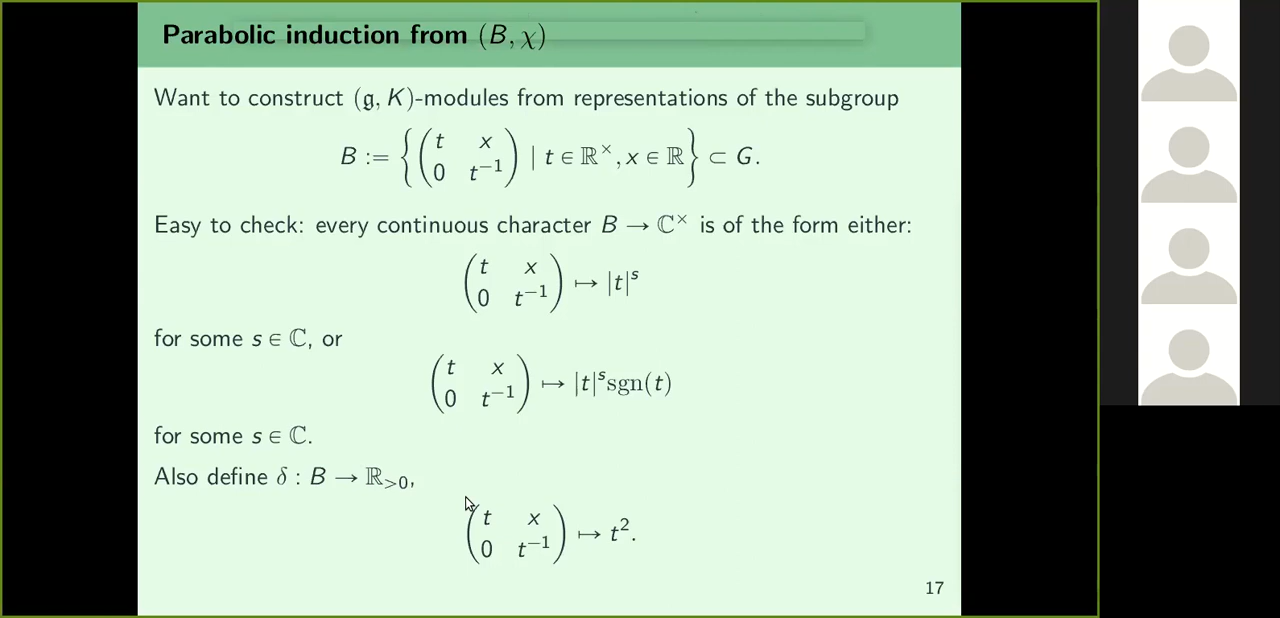 Parabolic induction from (B, χ)
Want to construct (𝔤, K)-modules from representations of the subgroup
B := { ( t x ; 0 t⁻¹ ) | t ∈ ℝ^×, x ∈ ℝ } ⊂ G.
Easy to check: every continuous character B → ℂ^× is of the form either:
( t x ; 0 t⁻¹ ) ↦ |t|^s
for some s ∈ ℂ, or
( t x ; 0 t⁻¹ ) ↦ |t|^s sgn(t)
for some s ∈ ℂ.
Also define δ : B → ℝ_{>0},
( t x ; 0 t⁻¹ ) ↦ t².
17